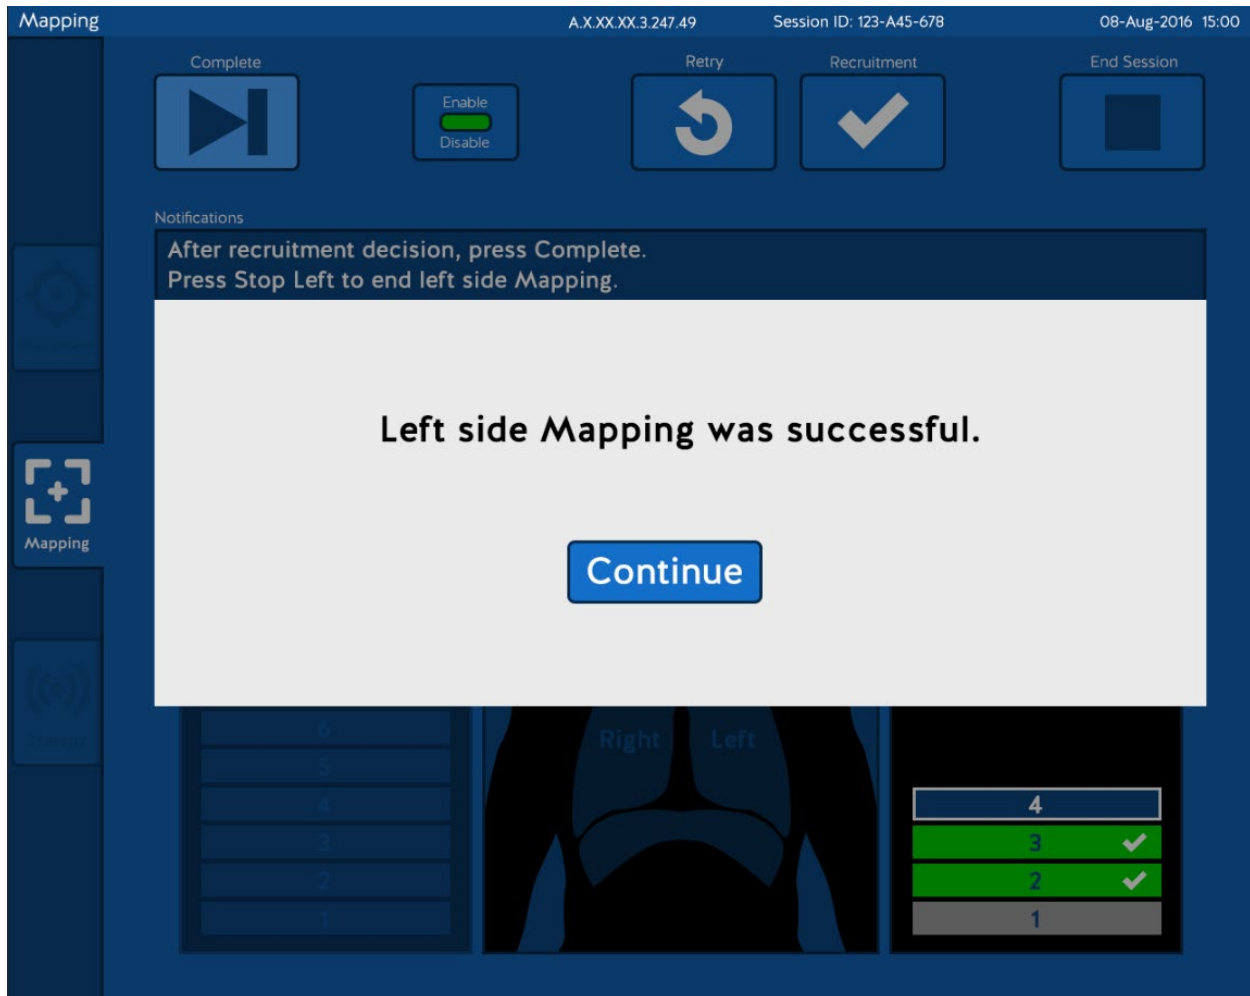 Mapping
A.X.XX.XX.3.247.49
Session ID: 123-A45-678
08-Aug-2016 15:00
Complete
Enable
Disable
Retry
Recruitment
End Session
Notifications
After recruitment decision, press Complete.
Press Stop Left to end left side Mapping.
Left side Mapping was successful.
Continue
Mapping
6
5
4
3
2
1
Right
Left
4
3
2
1